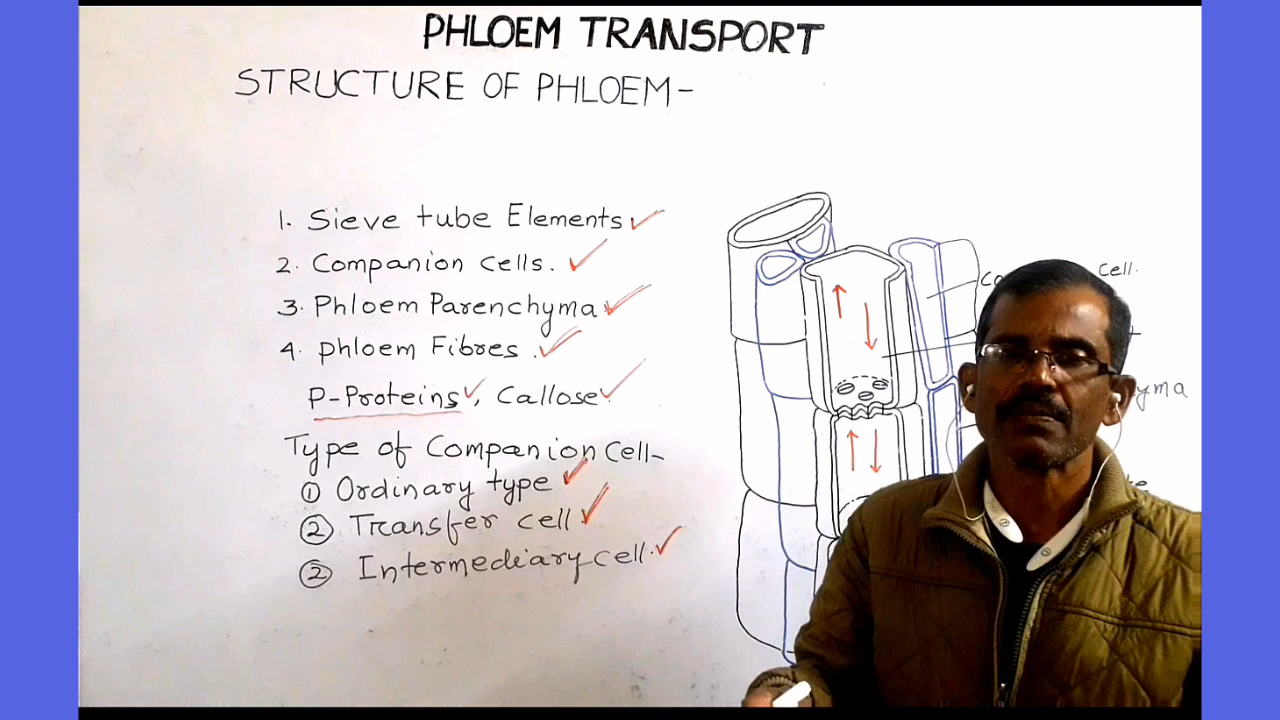 PHLOEM TRANSPORT
STRUCTURE OF PHLOEM-
1. Sieve tube Elements
2. Companion cells.
3. Phloem Parenchyma
4. Phloem Fibres.
P-Proteins, Callose
Type of Companion Cell-
① Ordinary type
② Transfer cell
② Intermediary cell.
Cell.